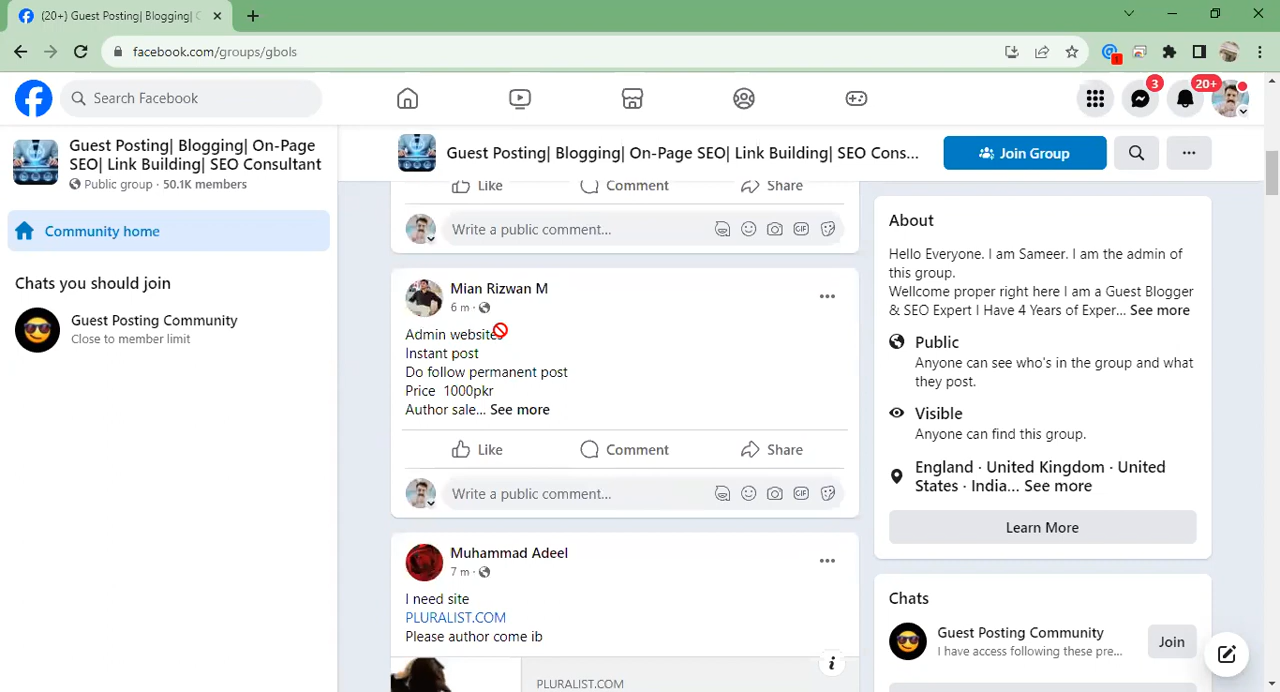 (20+) Guest Posting| Blogging|
facebook.com/groups/gbols
Search Facebook
3
20+
Guest Posting| Blogging| On-Page
SEO| Link Building| SEO Consultant
Public group · 50.1K members
Community home
Chats you should join
Guest Posting Community
Close to member limit
Guest Posting| Blogging| On-Page SEO| Link Building| SEO Cons...
Join Group
Like Comment Share
Write a public comment...
GIF
Mian Rizwan M
6 m ·
Admin website
Instant post
Do follow permanent post
Price 1000pkr
Author sale... See more
Like Comment Share
Write a public comment...
GIF
Muhammad Adeel
7 m ·
I need site
PLURALIST.COM
Please author come ib
PLURALIST.COM
About
Hello Everyone. I am Sameer. I am the admin of
this group.
Wellcome proper right here I am a Guest Blogger
& SEO Expert I Have 4 Years of Exper... See more
Public
Anyone can see who's in the group and what
they post.
Visible
Anyone can find this group.
England · United Kingdom · United
States · India... See more
Learn More
Chats
Guest Posting Community
I have access following these pre...
Join